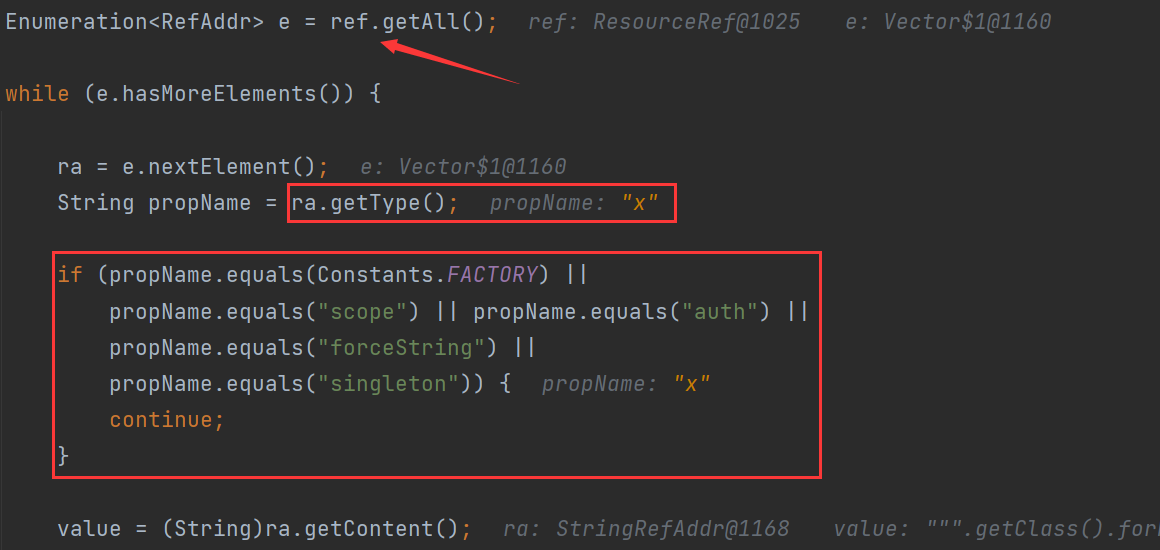 Enumeration<RefAddr> e = ref.getAll(); ref: ResourceRef@1025 e: Vector$1@1160
while (e.hasMoreElements()) {
ra = e.nextElement(); e: Vector$1@1160
String propName = ra.getType(); propName: "x"
if (propName.equals(Constants.FACTORY) ||
propName.equals("scope") || propName.equals("auth") ||
propName.equals("forceString") ||
propName.equals("singleton")) { propName: "x"
continue;
}
value = (String)ra.getContent(); ra: StringRefAddr@1168 value: """.getClass().for